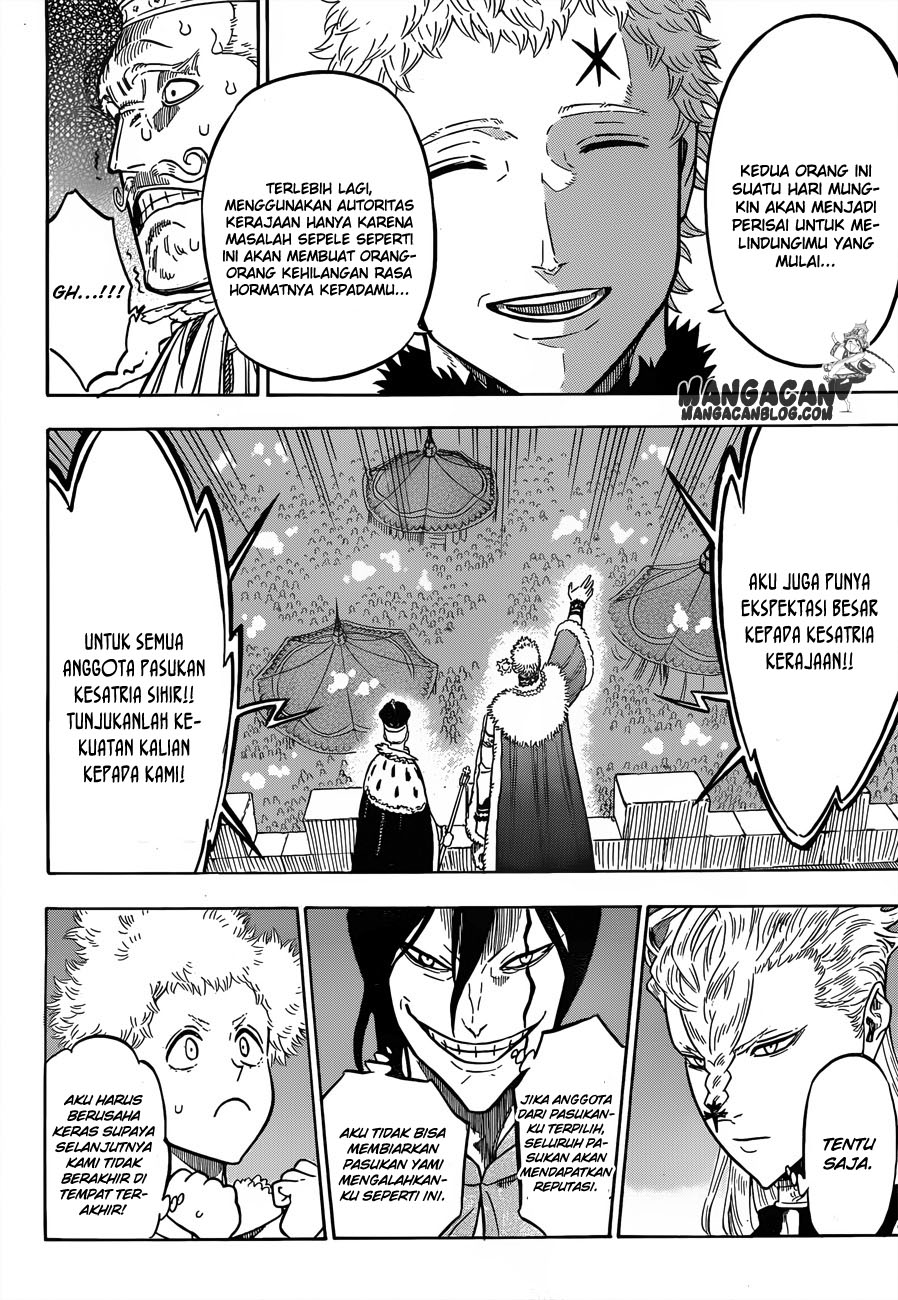 KEDUA ORANG INI
SUATU HARI MUNG-
KIN AKAN MENJADI
PERISAI UNTUK ME-
LINDUNGIMU YANG
MULAI...
TERLEBIH LAGI,
MENGGUNAKAN AUTORITAS
KERAJAAN HANYA KARENA
MASALAH SEPELE SEPERTI
INI AKAN MEMBUAT ORANG-
ORANG KEHILANGAN RASA
HORMATNYA KEPADAMU...
GH...!!!
MANGACAN
MANGACANBLOG.COM
AKU JUGA PUNYA
EKSPEKTASI BESAR
KEPADA KESATRIA
KERAJAAN!!
UNTUK SEMUA
ANGGOTA PASUKAN
KESATRIA SIHIR!!
TUNJUKANLAH KE-
KUATAN KALIAN
KEPADA KAMI!
TENTU
SAJA.
JIKA ANGGOTA
DARI PASUKAN-
KU TERPILIH,
SELURUH PA-
SUKAN AKAN
MENDAPATKAN
REPUTASI.
AKU TIDAK BISA
MEMBIARKAN
PASUKAN YAMI
MENGALAHKAN-
KU SEPERTI INI.
AKU HARUS
BERUSAHA
KERAS SUPAYA
SELANJUTNYA
KAMI TIDAK
BERAKHIR DI
TEMPAT TER-
AKHIR!